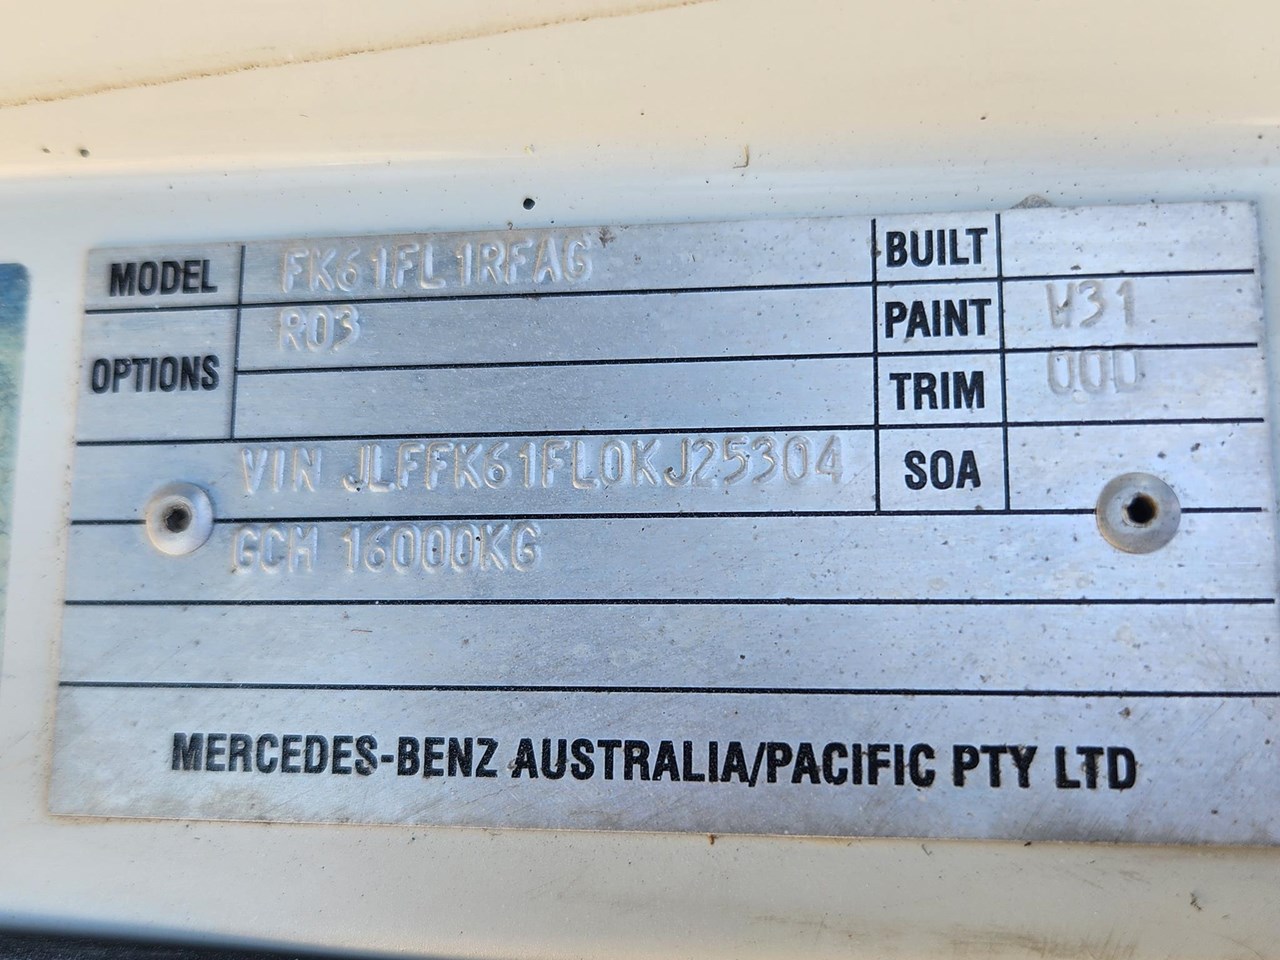 MODEL FK61FL1RFAG BUILT
OPTIONS R03 PAINT W31
TRIM 000
VIN JLFFK61FL0KJ25304 SOA
GCM 16000KG
MERCEDES-BENZ AUSTRALIA/PACIFIC PTY LTD